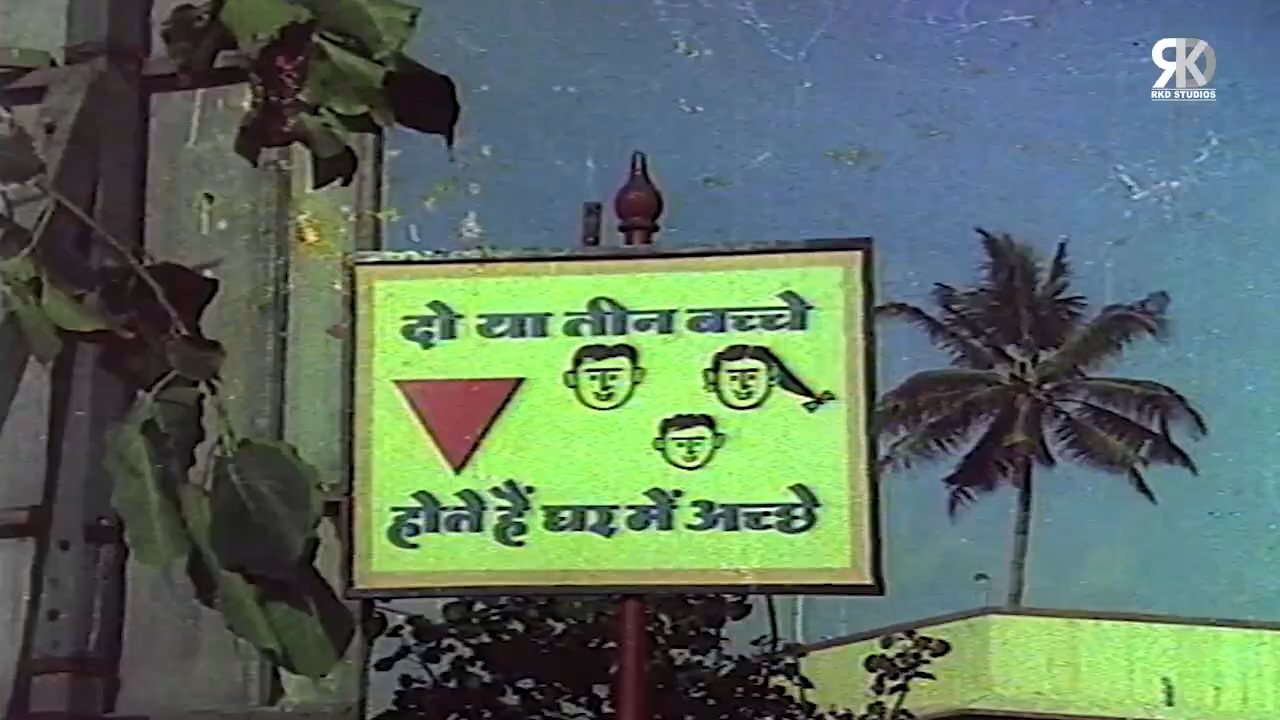 RKD STUDIOS
दो या तीन बच्चे
होते हैं घर में अच्छे